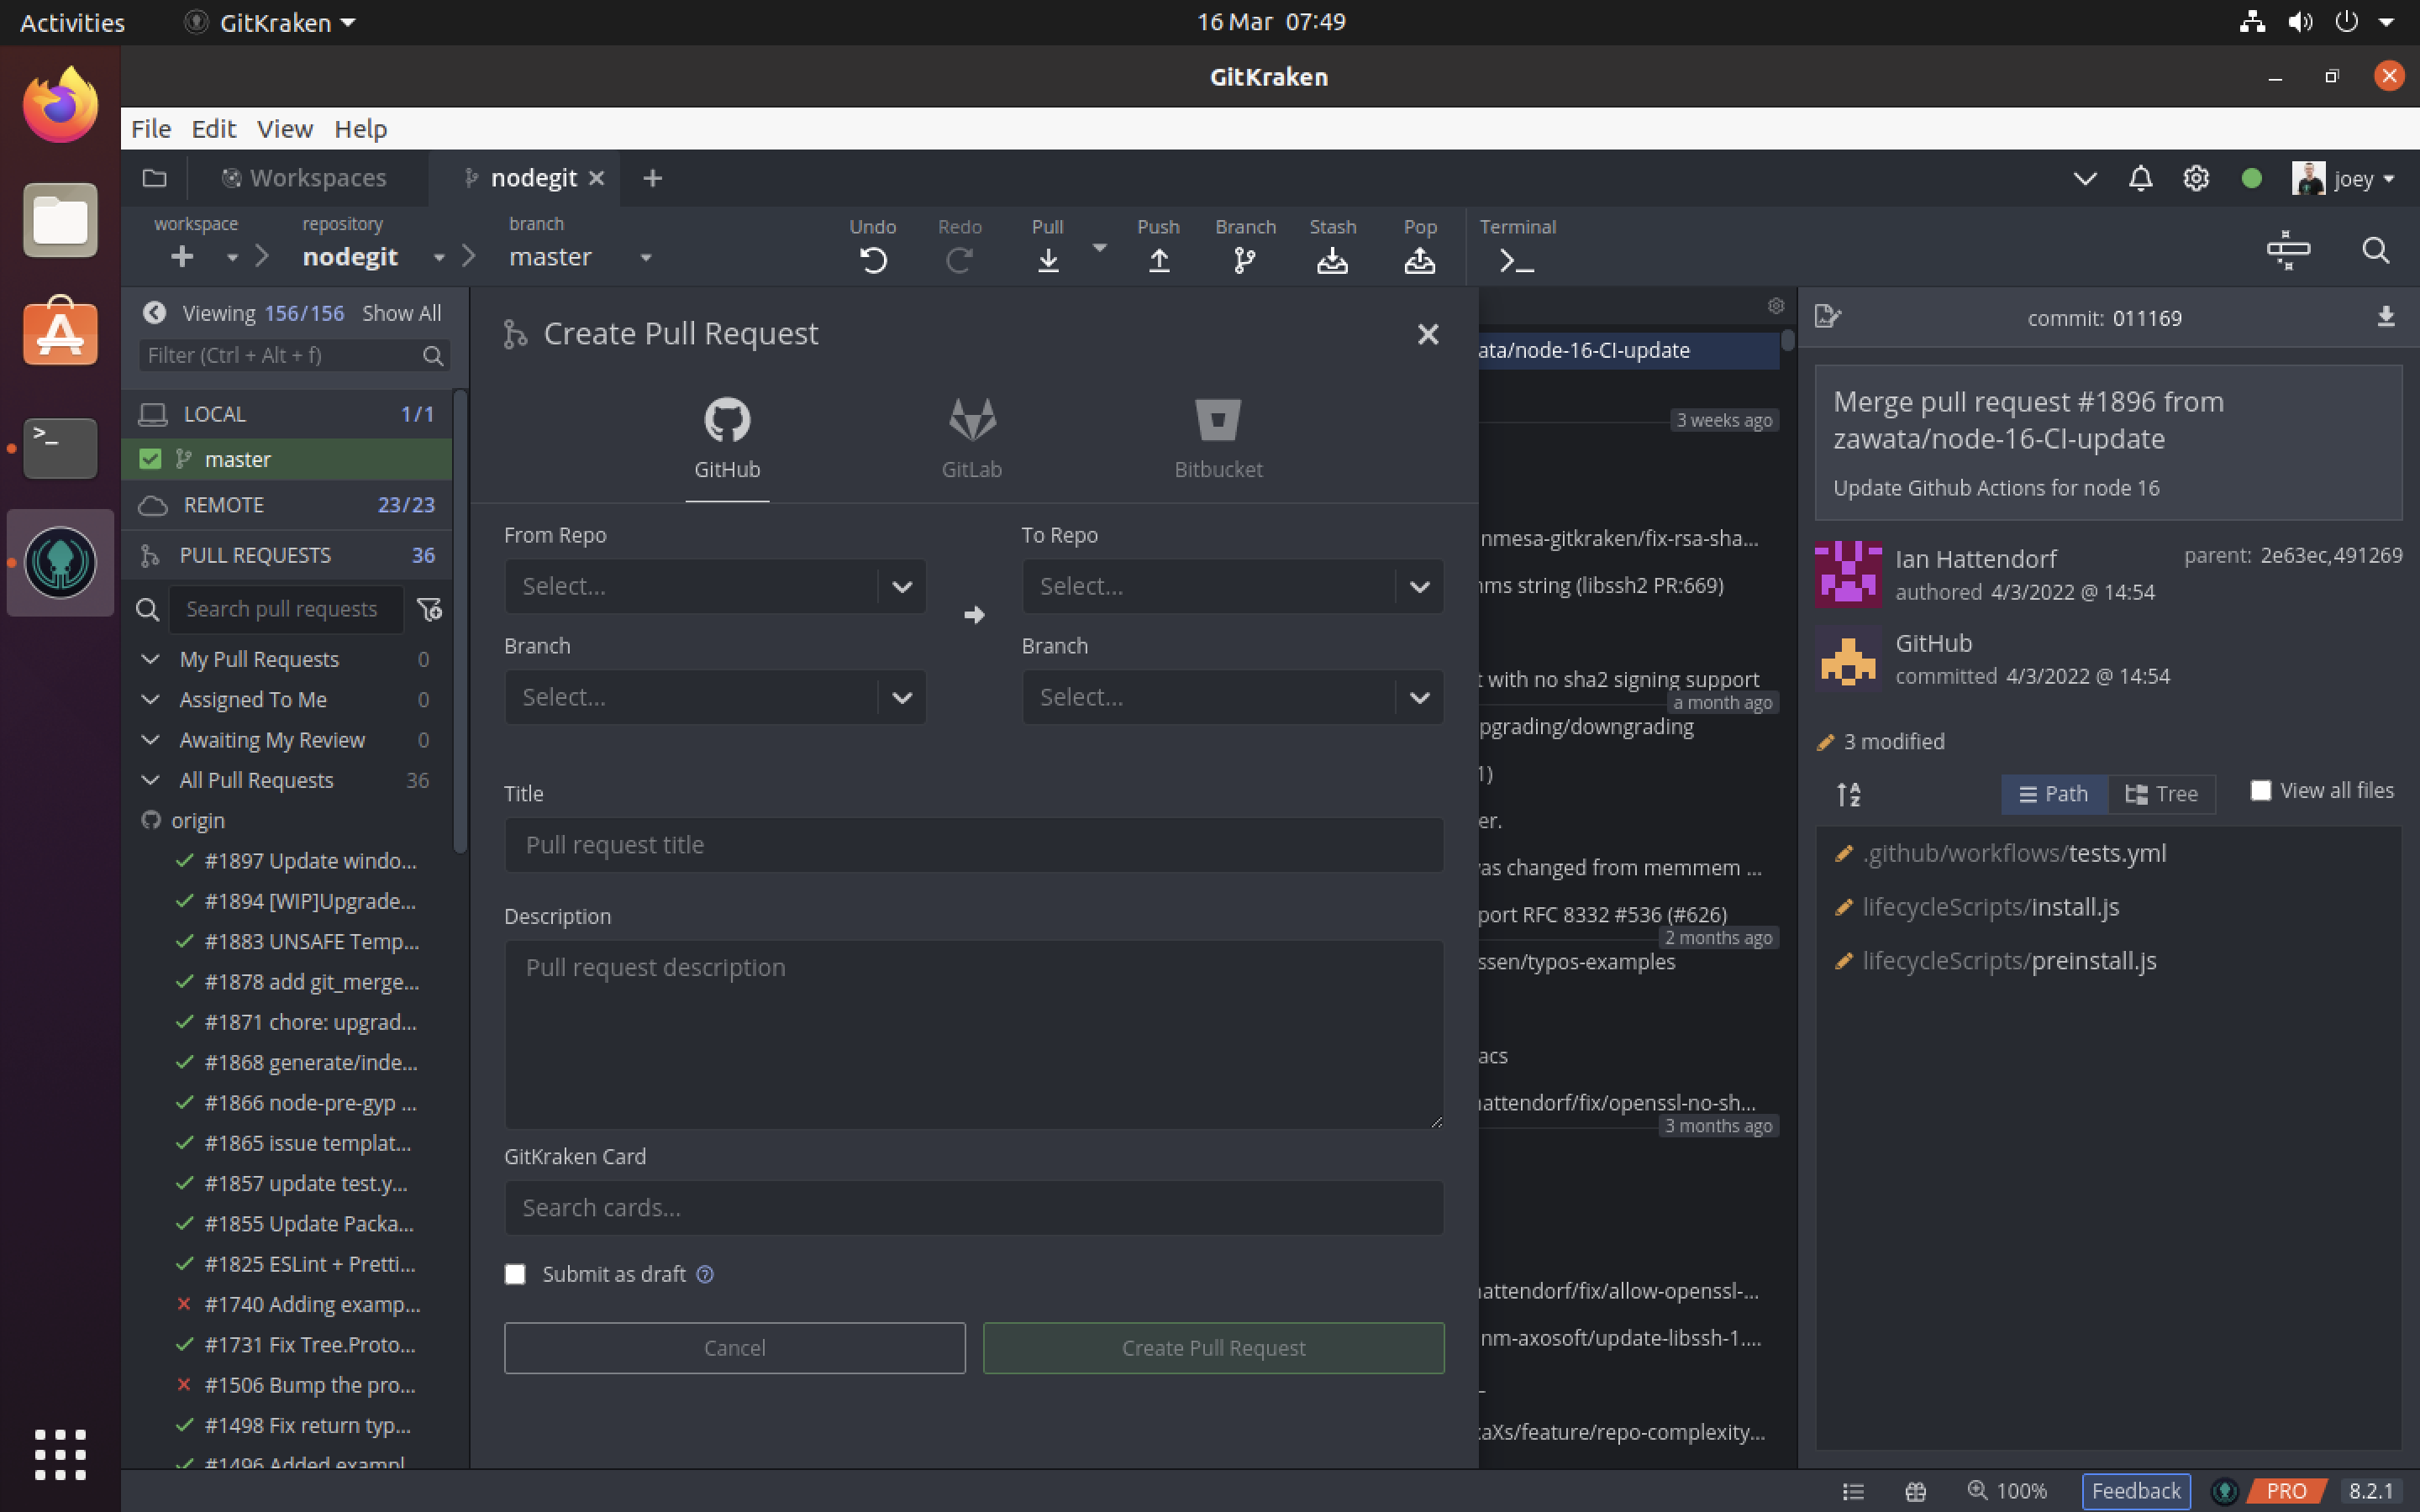 Activities
GitKraken
16 Mar 07:49
GitKraken
File Edit View Help
Workspaces
nodegit
joey
workspace
repository
nodegit
branch
master
Undo
Redo
Pull
Push
Branch
Stash
Pop
Terminal
Viewing 156/156 Show All
Filter (Ctrl + Alt + f)
LOCAL 1/1
master
REMOTE 23/23
PULL REQUESTS 36
Search pull requests
My Pull Requests 0
Assigned To Me 0
Awaiting My Review 0
All Pull Requests 36
origin
#1897 Update windo...
#1894 [WIP]Upgrade...
#1883 UNSAFE Temp...
#1878 add git_merge...
#1871 chore: upgrad...
#1868 generate/inde...
#1866 node-pre-gyp ...
#1865 issue templat...
#1857 update test.y...
#1855 Update Packa...
#1825 ESLint + Pretti...
#1740 Adding examp...
#1731 Fix Tree.Proto...
#1506 Bump the pro...
#1498 Fix return typ...
#1496 Added exampl
Create Pull Request
GitHub
GitLab
Bitbucket
From Repo
Select...
To Repo
Select...
Branch
Select...
Branch
Select...
Title
Pull request title
Description
Pull request description
GitKraken Card
Search cards...
Submit as draft
Cancel
Create Pull Request
ata/node-16-CI-update
3 weeks ago
nmesa-gitkraken/fix-rsa-sha...
ms string (libssh2 PR:669)
t with no sha2 signing support
a month ago
pgrading/downgrading
1)
er.
as changed from memmem ...
port RFC 8332 #536 (#626)
2 months ago
ssen/typos-examples
acs
attendorf/fix/openssl-no-sh...
3 months ago
attendorf/fix/allow-openssl-...
nm-axosoft/update-libssh-1....
aXs/feature/repo-complexity...
commit: 011169
Merge pull request #1896 from
zawata/node-16-CI-update
Update Github Actions for node 16
Ian Hattendorf
authored 4/3/2022 @ 14:54
parent: 2e63ec,491269
GitHub
committed 4/3/2022 @ 14:54
3 modified
Path
Tree
View all files
.github/workflows/tests.yml
lifecycleScripts/install.js
lifecycleScripts/preinstall.js
100%
Feedback
PRO
8.2.1